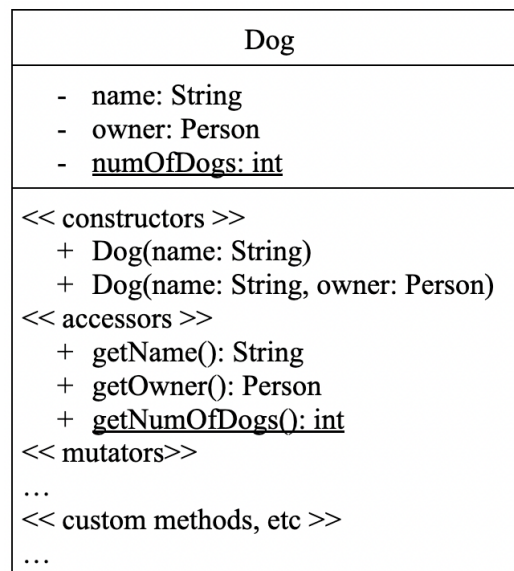 Dog
- name: String
- owner: Person
- numOfDogs: int
<< constructors >>
+ Dog(name: String)
+ Dog(name: String, owner: Person)
<< accessors >>
+ getName(): String
+ getOwner(): Person
+ getNumOfDogs(): int
<< mutators>>
…
<< custom methods, etc >>
…